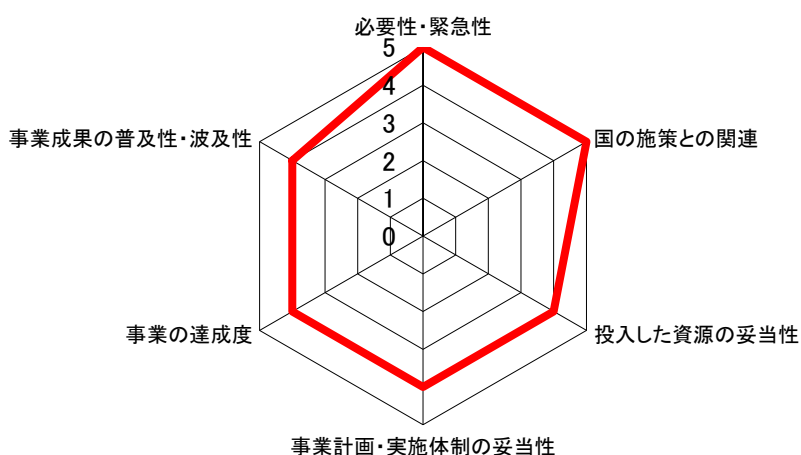 必要性・緊急性
5
4
3
2
1
0
事業成果の普及性・波及性
国の施策との関連
事業の達成度
投入した資源の妥当性
事業計画・実施体制の妥当性